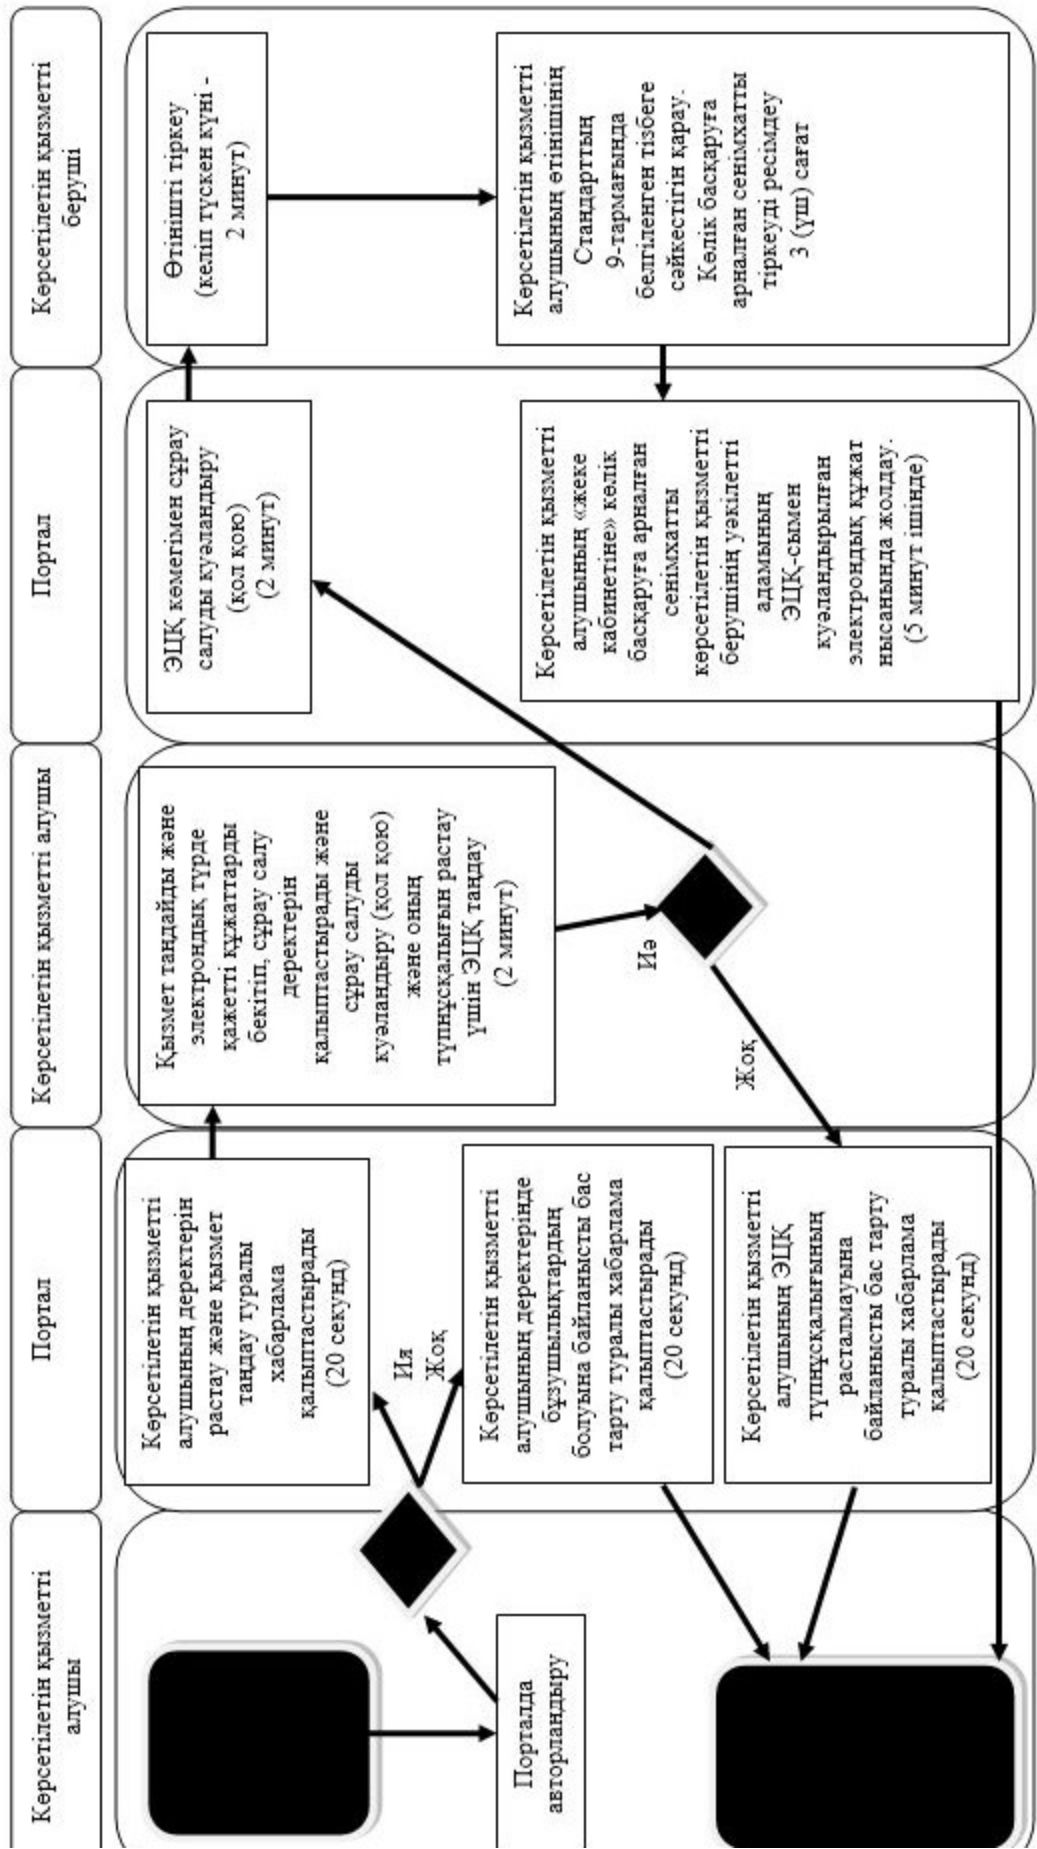 Көрсетілетін қызметті
алушы
Портал
Көрсетілетін қызметті алушы
Портал
Көрсетілетін қызметті
беруші
Порталда
авторландыру
Көрсетілетін қызметті
алушының деректерін
растау және қызмет
таңдау туралы
хабарлама
қалыптастырады
(20 секунд)
Ия
Жоқ
Көрсетілетін қызметті
алушының деректерінде
бұзушылықтардың
болуына байланысты бас
тарту туралы хабарлама
қалыптастырады
(20 секунд)
Көрсетілетін қызметті
алушының ЭЦҚ
түпнұсқалығының
расталмауына
байланысты бас тарту
туралы хабарлама
қалыптастырады
(20 секунд)
Қызмет таңдайды және
электрондық түрде
қажетті құжаттарды
бекітіп, сұрау салу
деректерін
қалыптастырады және
сұрау салуды
куәландыру (қол қою)
және оның
түпнұсқалығын растау
үшін ЭЦҚ таңдау
(2 минут)
Иә
Жоқ
ЭЦҚ көмегімен сұрау
салуды куәландыру
(қол қою)
(2 минут)
Көрсетілетін қызметті
алушының «жеке
кабинетіне» көлік
басқаруға арналған
сенімхатты
көрсетілетін қызметті
берушінің уәкілетті
адамының
ЭЦҚ-сымен
куәландырылған
электрондық құжат
нысанында жолдау.
(5 минут ішінде)
Өтінішті тіркеу
(келіп түскен күні -
2 минут)
Көрсетілетін қызметті
алушының өтінішінің
Стандарттың
9-тармағында
белгіленген тізбеге
сәйкестігін қарау.
Көлік басқаруға
арналған сенімхатты
тіркеуді ресімдеу
3 (үш) сағат